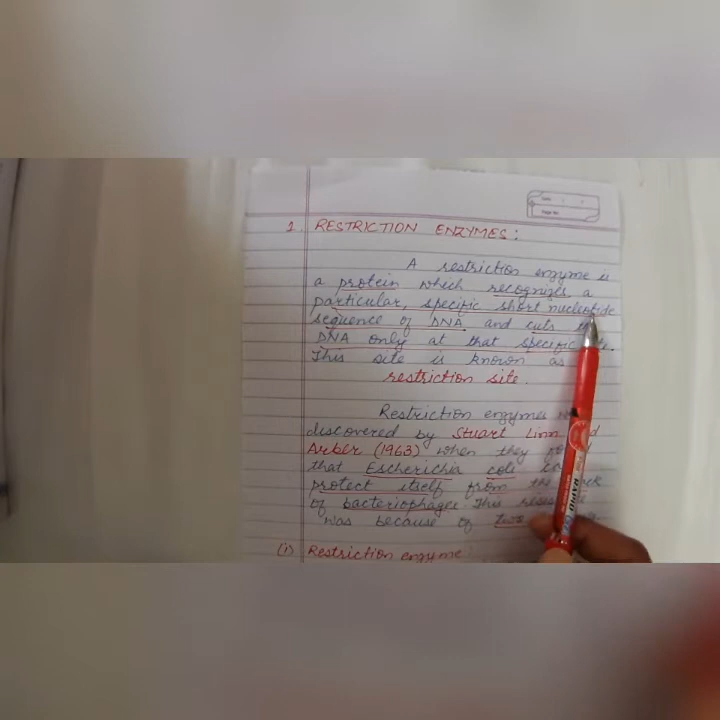 1. RESTRICTION ENZYMES:
A restriction enzyme is
a protein which recognizes a
particular, specific short nucleotide
sequence of DNA and cuts
DNA only at that specific
This site is known as
restriction site.
Restriction enzymes
discovered by Stuart Linn
Arber (1963) when they
that Escherichia coli
protect itself from
of bacteriophages. This
was because of two
(i) Restriction enzyme: